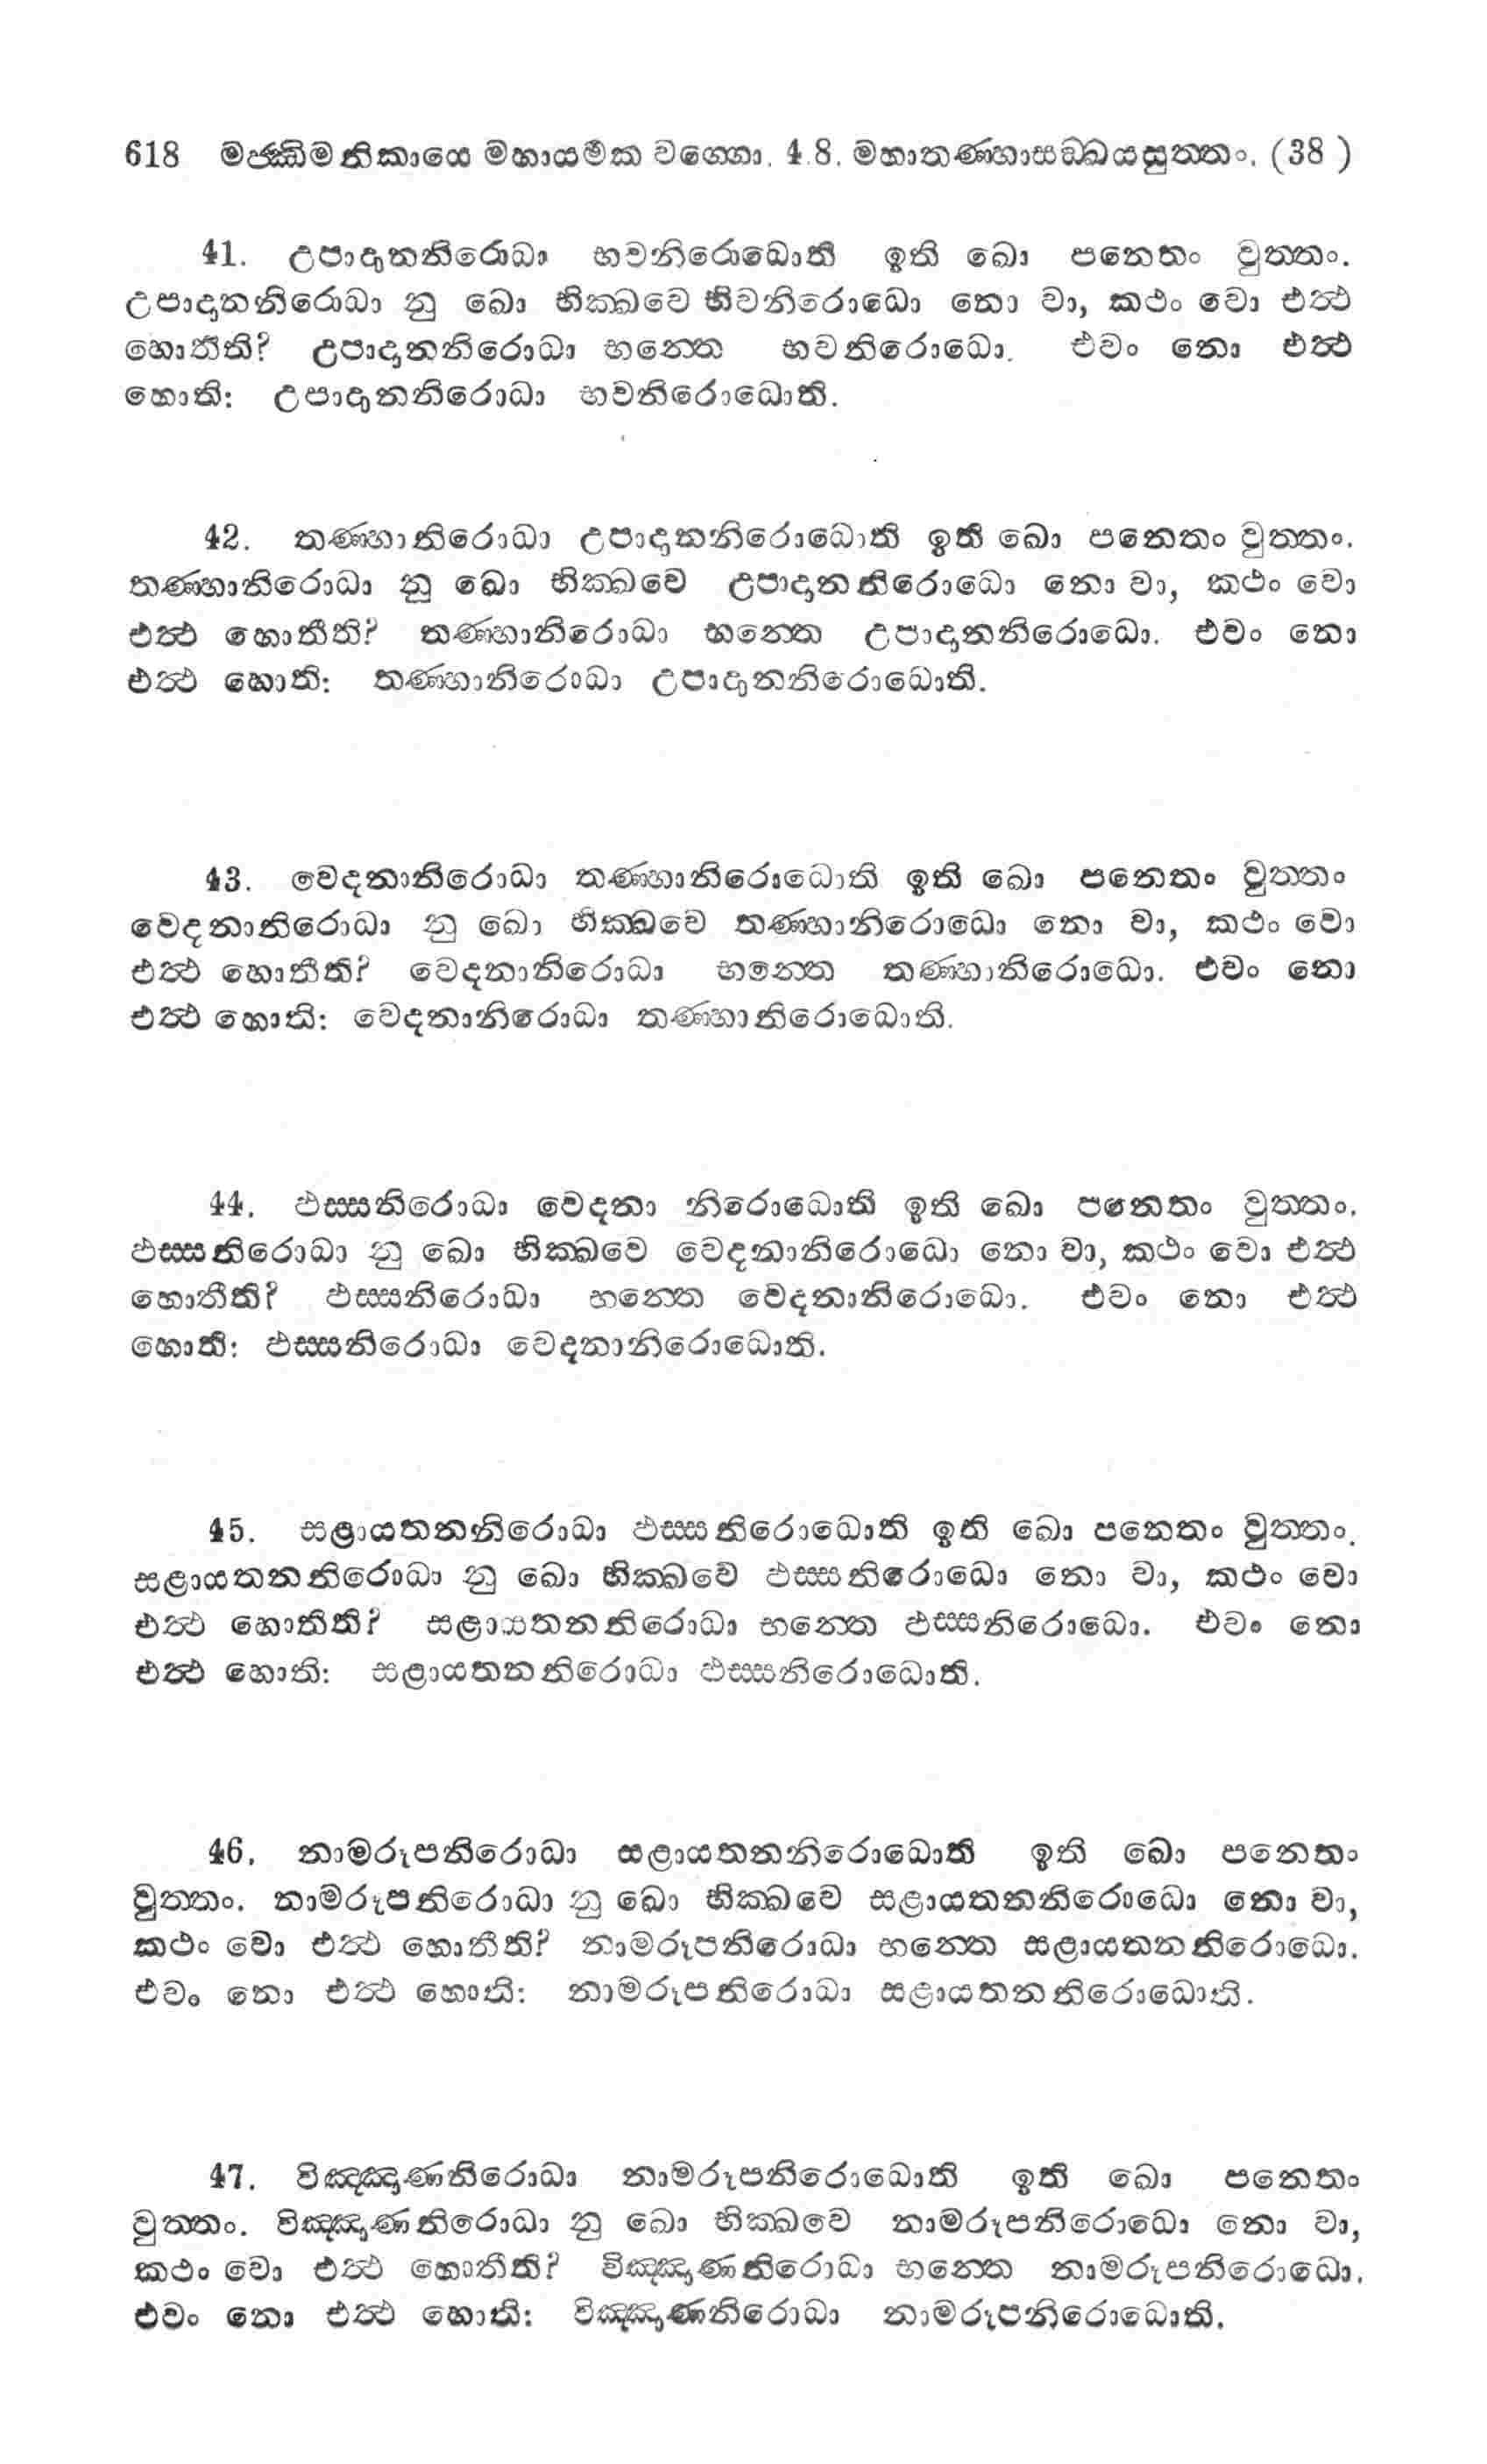 618 මජ්ඣිමනිකායෙ මහායමක වග්ගො. 4.8. මහාතණ්හාසඞ්ඛයසුත්තං. (38)
41. උපාදානනිරොධා භවනිරොධොති ඉති ඛො පනෙතං වුත්තං.
උපාදානනිරොධා නු ඛො භික්ඛවෙ භවනිරොධො නො වා, කථං වො එත්ථ
හොතීති? උපාදානනිරොධා භන්තෙ භවනිරොධො. එවං නො එත්ථ
හොති: උපාදානනිරොධා භවනිරොධොති.
42. තණ්හානිරොධා උපාදානනිරොධොති ඉති ඛො පනෙතං වුත්තං.
තණ්හානිරොධා නු ඛො භික්ඛවෙ උපාදානනිරොධො නො වා, කථං වො
එත්ථ හොතීති? තණ්හානිරොධා භන්තෙ උපාදානනිරොධො. එවං නො
එත්ථ හොති: තණ්හානිරොධා උපාදානනිරොධොති.
43. වෙදනානිරොධා තණ්හානිරොධොති ඉති ඛො පනෙතං වුත්තං
වෙදනානිරොධා නු ඛො භික්ඛවෙ තණ්හානිරොධො නො වා, කථං වො
එත්ථ හොතීති? වෙදනානිරොධා භන්තෙ තණ්හානිරොධො. එවං නො
එත්ථ හොති: වෙදනානිරොධා තණ්හානිරොධොති.
44. ඵස්සනිරොධා වෙදනා නිරොධොති ඉති ඛො පනෙතං වුත්තං.
ඵස්සනිරොධා නු ඛො භික්ඛවෙ වෙදනානිරොධො නො වා, කථං වො එත්ථ
හොතීති? ඵස්සනිරොධා භන්තෙ වෙදනානිරොධො. එවං නො එත්ථ
හොති: ඵස්සනිරොධා වෙදනානිරොධොති.
45. සළායතනනිරොධා ඵස්සනිරොධොති ඉති ඛො පනෙතං වුත්තං.
සළායතනනිරොධා නු ඛො භික්ඛවෙ ඵස්සනිරොධො නො වා, කථං වො
එත්ථ හොතීති? සළායතනනිරොධා භන්තෙ ඵස්සනිරොධො. එවං නො
එත්ථ හොති: සළායතනනිරොධා ඵස්සනිරොධොති.
46. නාමරූපනිරොධා සළායතනනිරොධොති ඉති ඛො පනෙතං
වුත්තං. නාමරූපනිරොධා නු ඛො භික්ඛවෙ සළායතනනිරොධො නො වා,
කථං වො එත්ථ හොතීති? නාමරූපනිරොධා භන්තෙ සළායතනනිරොධො.
එවං නො එත්ථ හොති: නාමරූපනිරොධා සළායතනනිරොධොති.
47. විඤ්ඤාණනිරොධා නාමරූපනිරොධොති ඉති ඛො පනෙතං
වුත්තං. විඤ්ඤාණනිරොධා නු ඛො භික්ඛවෙ නාමරූපනිරොධො නො වා,
කථං වො එත්ථ හොතීති? විඤ්ඤාණනිරොධා භන්තෙ නාමරූපනිරොධො.
එවං නො එත්ථ හොති: විඤ්ඤාණනිරොධා නාමරූපනිරොධොති.